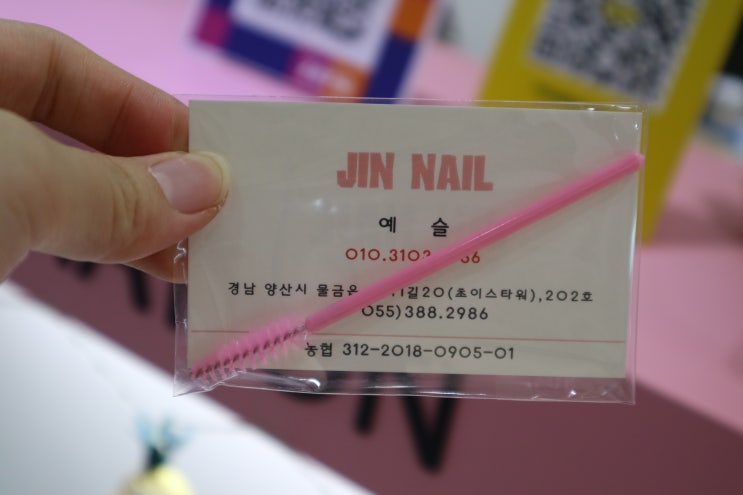 JIN NAIL
예 슬
경남 양산시 물금읍 길20(초이스타워),202호
055)388.2986
농협 312-2018-0905-01